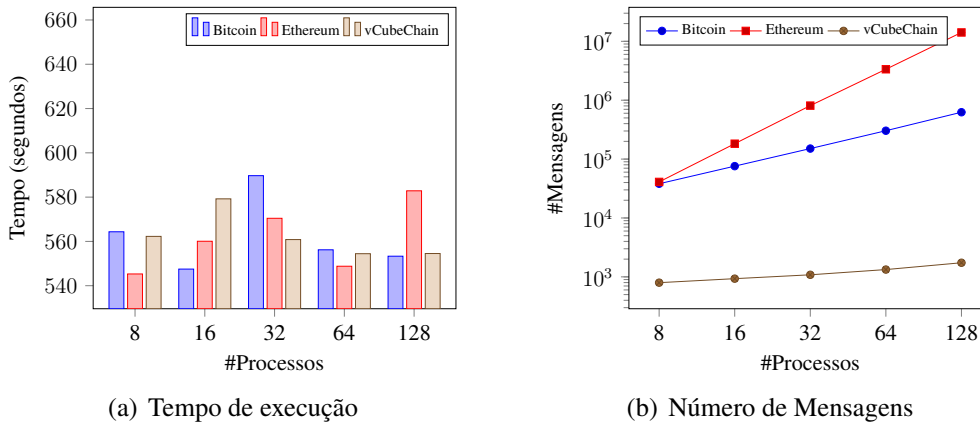 Bitcoin Ethereum vCubeChain
660
640
620
600
580
560
540
Tempo (segundos)
8 16 32 64 128
#Processos
(a) Tempo de execução
Bitcoin Ethereum vCubeChain
10^7
10^6
10^5
10^4
10^3
#Mensagens
8 16 32 64 128
#Processos
(b) Número de Mensagens